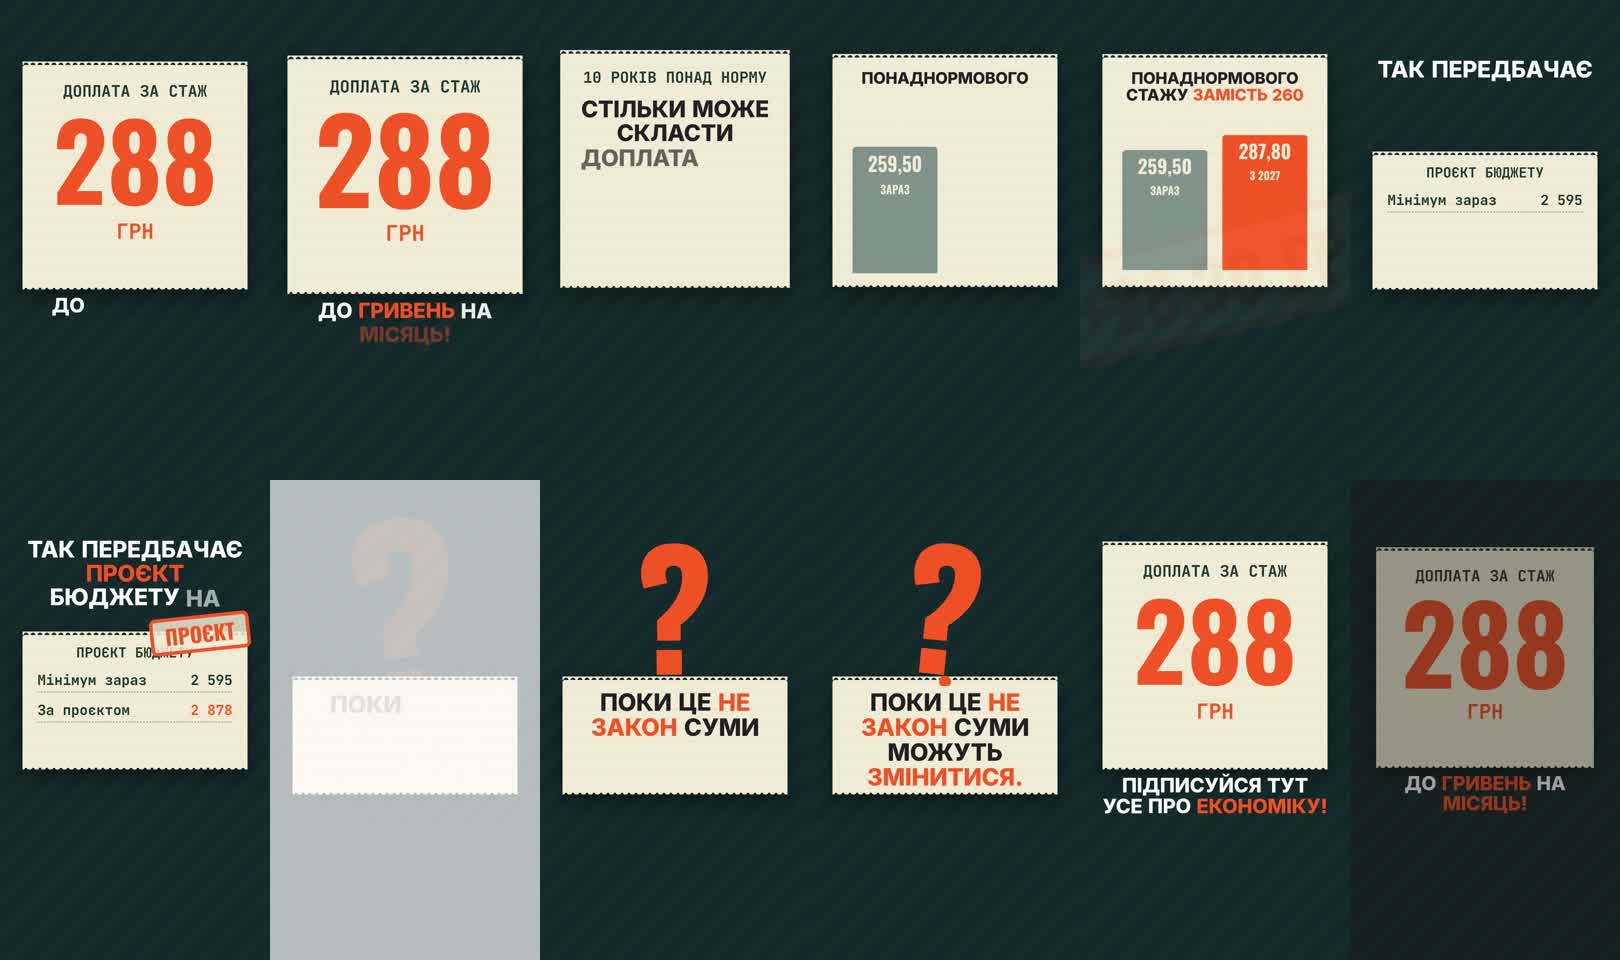 ДОПЛАТА ЗА СТАЖ
288
ГРН
ДО
ДОПЛАТА ЗА СТАЖ
288
ГРН
ДО ГРИВЕНЬ НА
МІСЯЦЬ!
10 РОКІВ ПОНАД НОРМУ
СТІЛЬКИ МОЖЕ
СКЛАСТИ
ДОПЛАТА
ПОНАДНОРМОВОГО
259,50
ЗАРАЗ
ПОНАДНОРМОВОГО
СТАЖУ ЗАМІСТЬ 260
259,50
ЗАРАЗ
287,80
З 2027
ТАК ПЕРЕДБАЧАЄ
ПРОЄКТ БЮДЖЕТУ
Мінімум зараз 2 595
ТАК ПЕРЕДБАЧАЄ
ПРОЄКТ
БЮДЖЕТУ НА
ПРОЄКТ
ПРОЄКТ БЮДЖЕТУ
Мінімум зараз 2 595
За проєктом 2 878
?
ПОКИ
?
ПОКИ ЦЕ НЕ
ЗАКОН СУМИ
?
ПОКИ ЦЕ НЕ
ЗАКОН СУМИ
МОЖУТЬ
ЗМІНИТИСЯ.
ДОПЛАТА ЗА СТАЖ
288
ГРН
ПІДПИСУЙСЯ ТУТ
УСЕ ПРО ЕКОНОМІКУ!
ДОПЛАТА ЗА СТАЖ
288
ГРН
ДО ГРИВЕНЬ НА
МІСЯЦЬ!